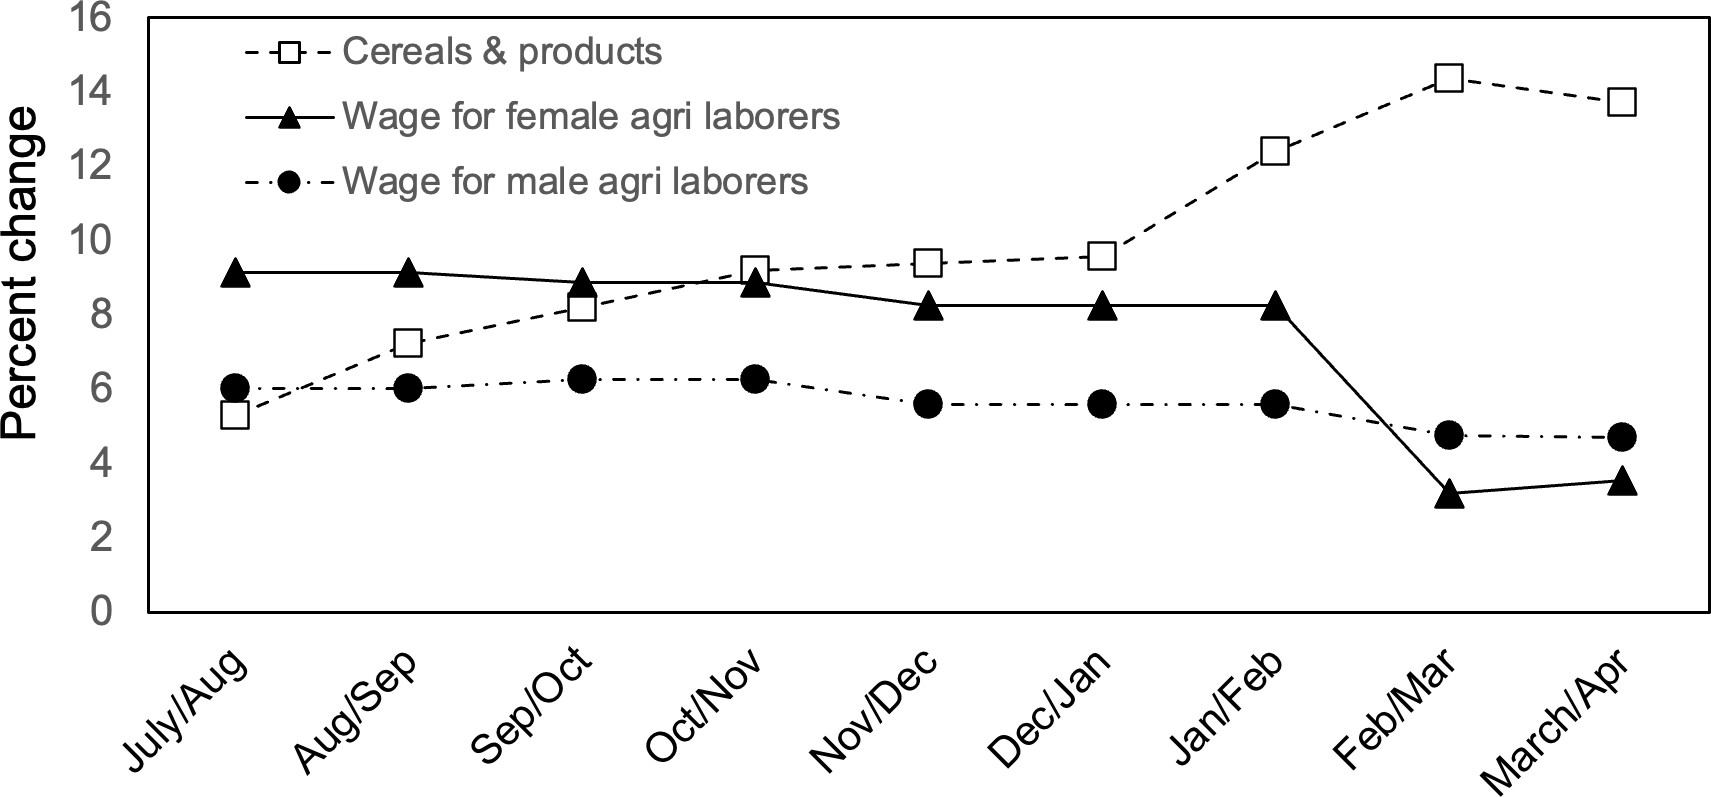 Percent change
16
14
12
10
8
6
4
2
0
Cereals & products
Wage for female agri laborers
Wage for male agri laborers
July/Aug
Aug/Sep
Sep/Oct
Oct/Nov
Nov/Dec
Dec/Jan
Jan/Feb
Feb/Mar
March/Apr